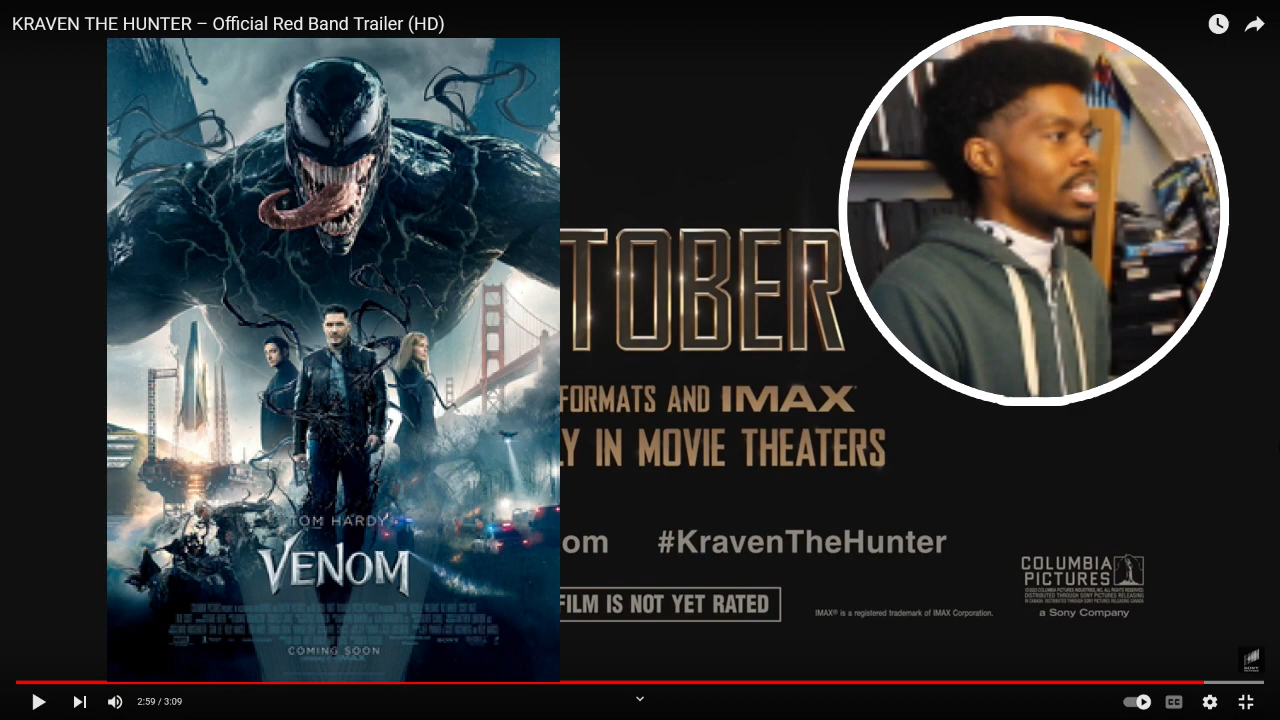 KRAVEN THE HUNTER – Official Red Band Trailer (HD)
TOBER
FORMATS AND IMAX
LY IN MOVIE THEATERS
TOM HARDY
VENOM
om #KravenTheHunter
COLUMBIA
PICTURES
FILM IS NOT YET RATED
IMAX® is a registered trademark of IMAX Corporation.
a Sony Company
COMING SOON
2:59 / 3:09
CC